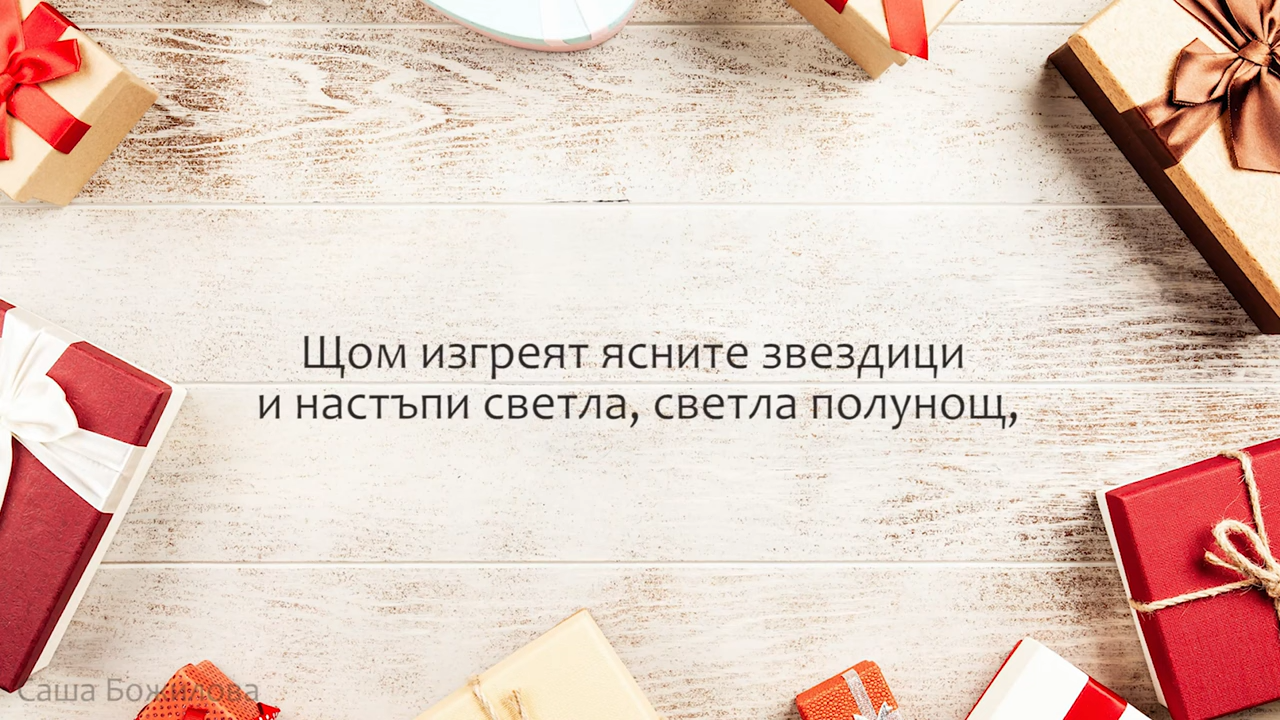 Щом изгреят ясните звездици
и настъпи светла, светла полунощ,
Саша Божилова